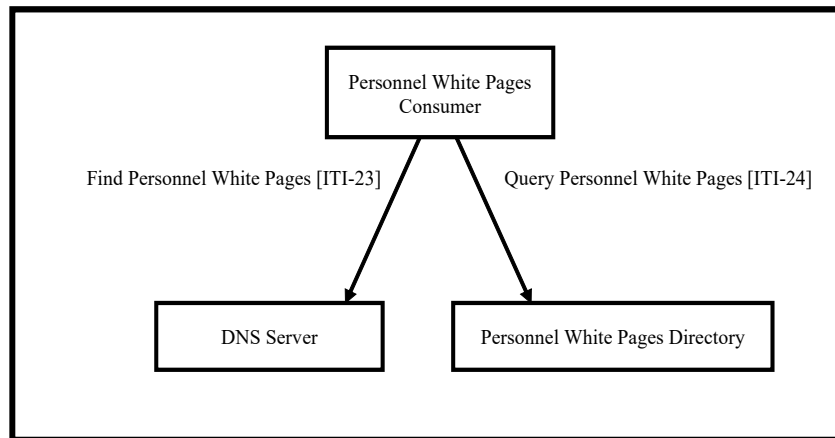 Personnel White Pages
Consumer
Find Personnel White Pages [ITI-23]
Query Personnel White Pages [ITI-24]
DNS Server
Personnel White Pages Directory